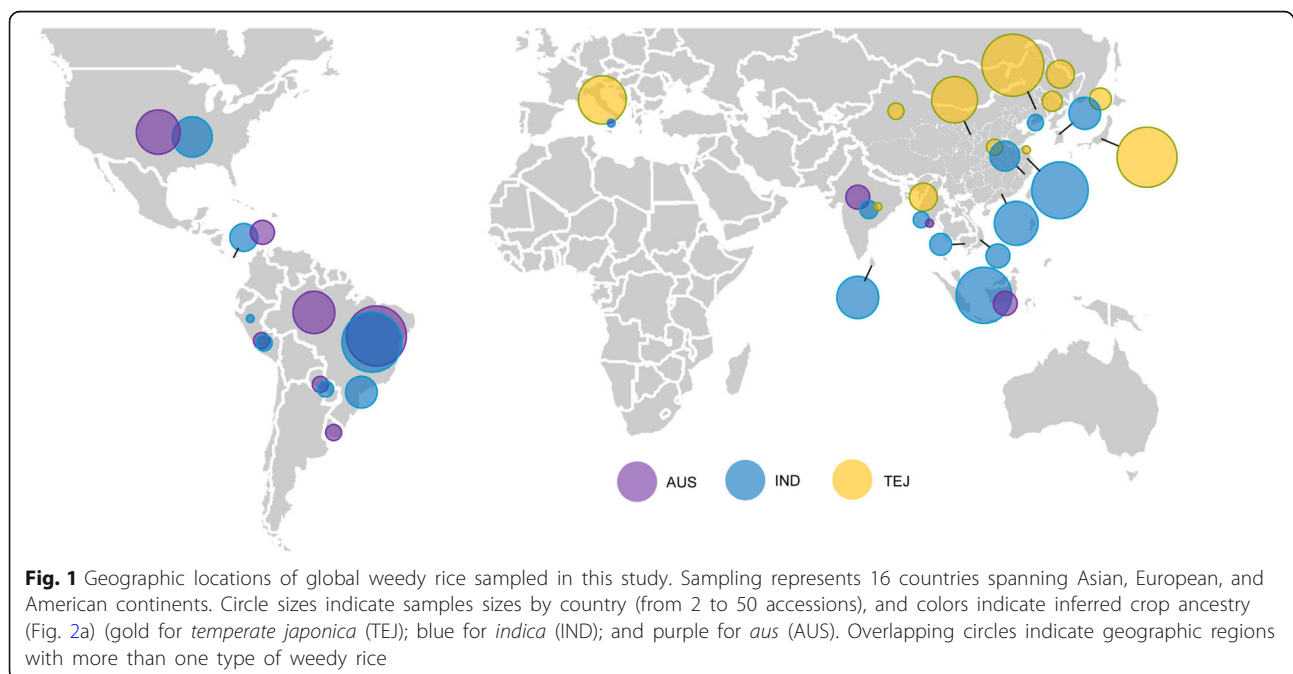 AUS IND TEJ
Fig. 1 Geographic locations of global weedy rice sampled in this study. Sampling represents 16 countries spanning Asian, European, and
American continents. Circle sizes indicate samples sizes by country (from 2 to 50 accessions), and colors indicate inferred crop ancestry
(Fig. 2a) (gold for temperate japonica (TEJ); blue for indica (IND); and purple for aus (AUS). Overlapping circles indicate geographic regions
with more than one type of weedy rice